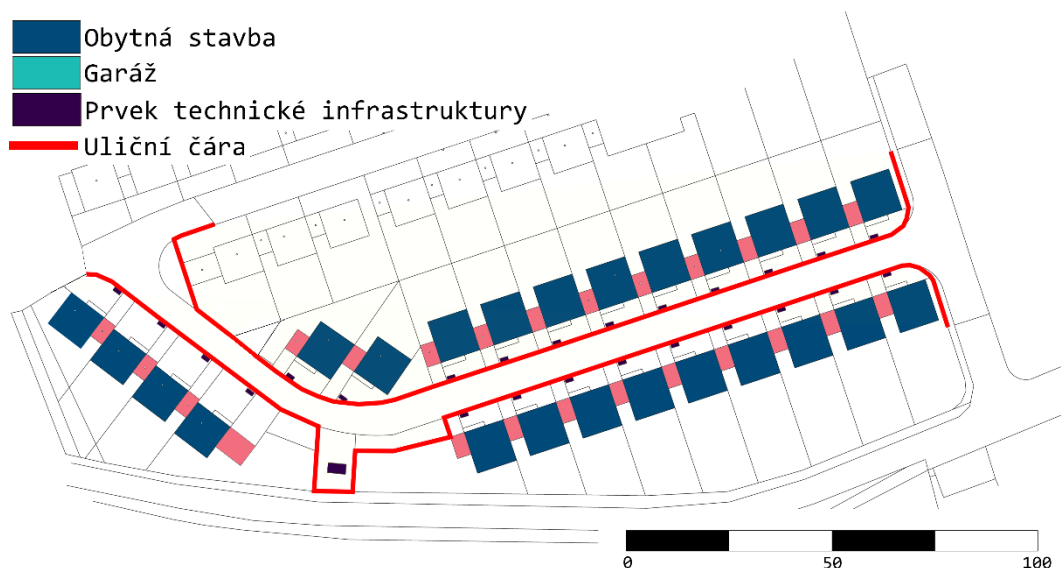 Obytná stavba
Garáž
Prvek technické infrastruktury
Uliční čára
0 50 100